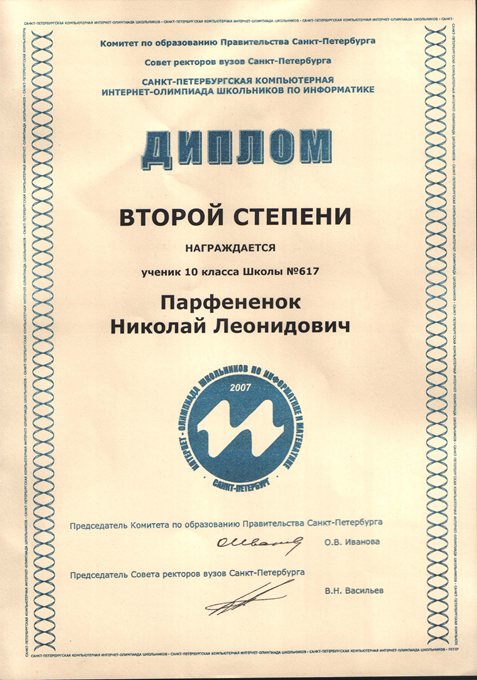 Комитет по образованию Правительства Санкт-Петербурга
Совет ректоров вузов Санкт-Петербурга
САНКТ-ПЕТЕРБУРГСКАЯ КОМПЬЮТЕРНАЯ
ИНТЕРНЕТ-ОЛИМПИАДА ШКОЛЬНИКОВ ПО ИНФОРМАТИКЕ
ДИПЛОМ
ВТОРОЙ СТЕПЕНИ
НАГРАЖДАЕТСЯ
ученик 10 класса Школы №617
Парфененок
Николай Леонидович
ИНТЕРНЕТ-ОЛИМПИАДА ШКОЛЬНИКОВ ПО ИНФОРМАТИКЕ И МАТЕМАТИКЕ
2007
САНКТ-ПЕТЕРБУРГ
Председатель Комитета по образованию Правительства Санкт-Петербурга
О.В. Иванова
Председатель Совета ректоров вузов Санкт-Петербурга
В.Н. Васильев